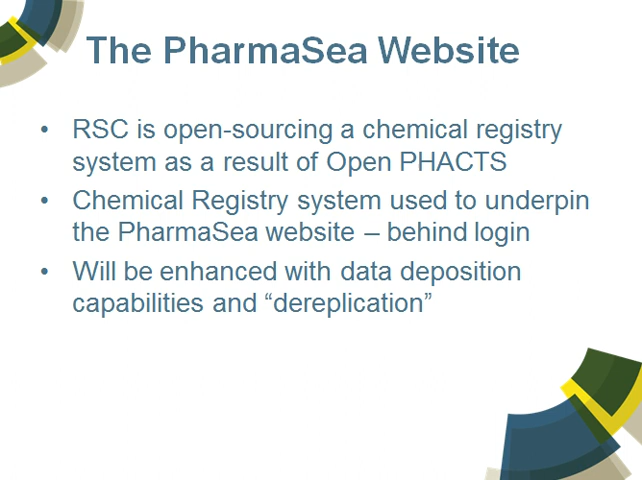 The PharmaSea Website
• RSC is open-sourcing a chemical registry
system as a result of Open PHACTS
• Chemical Registry system used to underpin
the PharmaSea website – behind login
• Will be enhanced with data deposition
capabilities and “dereplication”